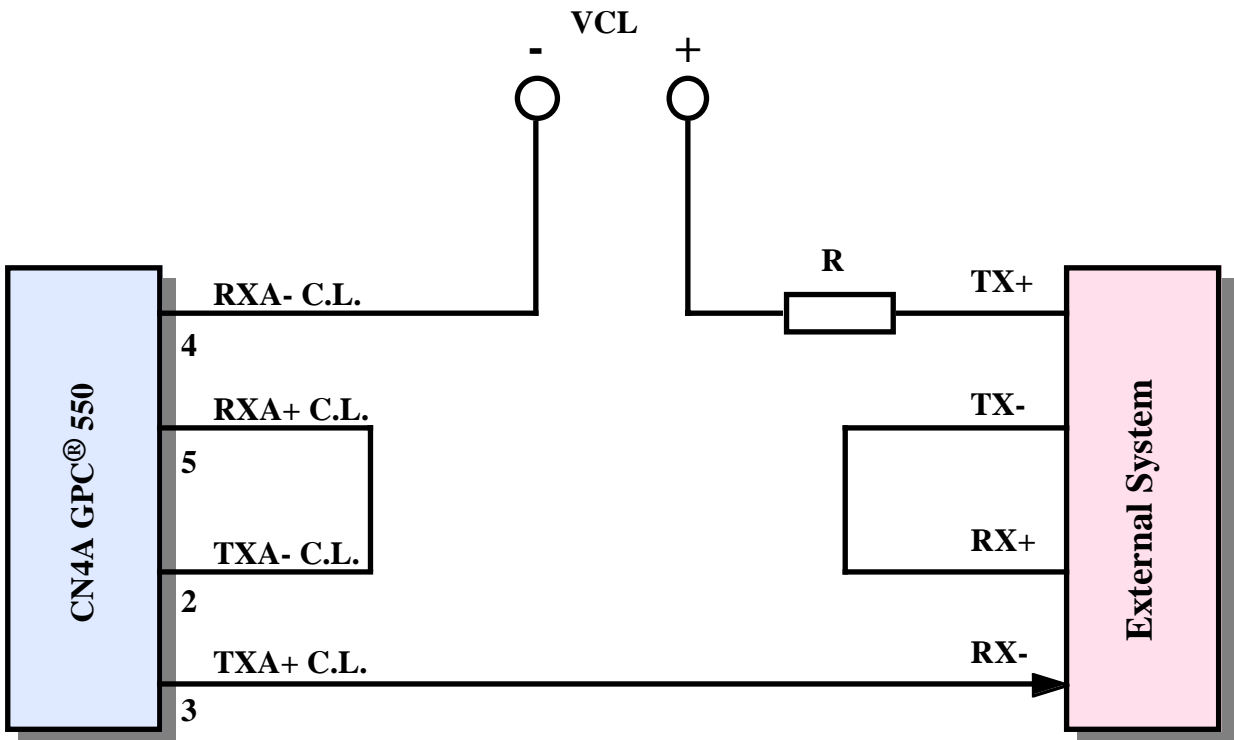 VCL
- +
R
CN4A GPC® 550
RXA- C.L.
4
RXA+ C.L.
5
TXA- C.L.
2
TXA+ C.L.
3
TX+
TX-
RX+
RX-
External System